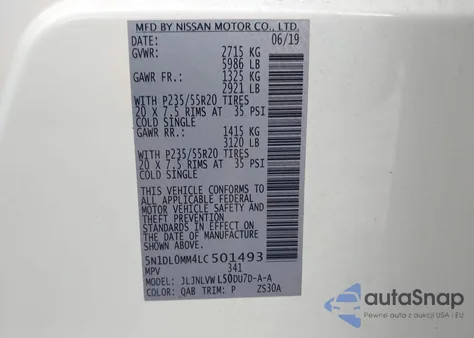 MFD BY NISSAN MOTOR CO., LTD.
DATE: 06/19
GVWR: 2715 KG
5986 LB
GAWR FR.: 1325 KG
2921 LB
WITH P235/55R20 TIRES
20 X 7.5 RIMS AT 35 PSI
COLD SINGLE
GAWR RR.: 1415 KG
3120 LB
WITH P235/55R20 TIRES
20 X 7.5 RIMS AT 35 PSI
COLD SINGLE
THIS VEHICLE CONFORMS TO
ALL APPLICABLE FEDERAL
MOTOR VEHICLE SAFETY AND
THEFT PREVENTION
STANDARDS IN EFFECT ON
THE DATE OF MANUFACTURE
SHOWN ABOVE.
5N1DL0MM4LC501493
MPV 341
MODEL: JLJNLVWL50DU7D-A-A
COLOR: QAB TRIM: P ZS30A
autaSnap
Pewne auta z USA i EU